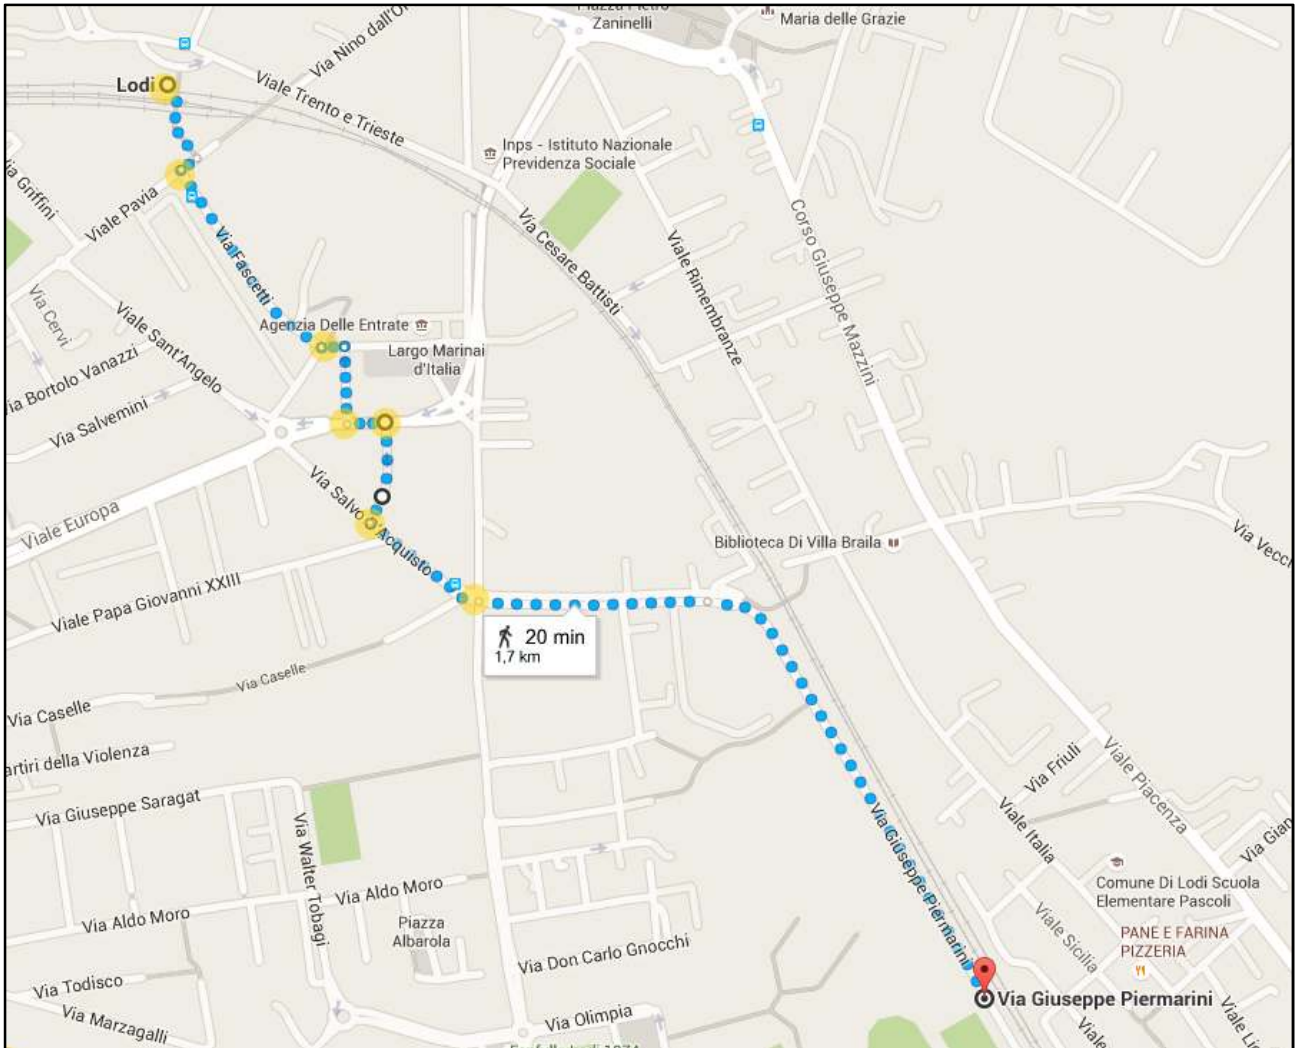 Piazza Pietro
Zaninelli
Maria delle Grazie
Via Nino dall'Or
Lodi
Viale Trento e Trieste
Inps - Istituto Nazionale
Previdenza Sociale
Via Griffini
Viale Pavia
Via Fascetti
Via Cesare Battisti
Viale Rimembranze
Corso Giuseppe Mazzini
Via Cervi
Viale Sant'Angelo
Agenzia Delle Entrate
Largo Marinai
d'Italia
Via Bortolo Vanazzi
Via Salvemini
Viale Europa
Via Salvo D'Acquisto
Biblioteca Di Villa Braila
Via Vecc
Viale Papa Giovanni XXIII
20 min
1,7 km
Via Caselle
Via Caselle
artiri della Violenza
Via Giuseppe Saragat
Via Walter Tobagi
Via Giuseppe Piermarini
Viale Italia
Via Friuli
Viale Piacenza
Via Gian
Comune Di Lodi Scuola
Elementare Pascoli
Via Aldo Moro
Via Aldo Moro
Piazza
Albarola
Viale Sicilia
PANE E FARINA
PIZZERIA
Via Don Carlo Gnocchi
Via Todisco
Via Marzagalli
Via Olimpia
Via Giuseppe Piermarini
Viale
Viale Li